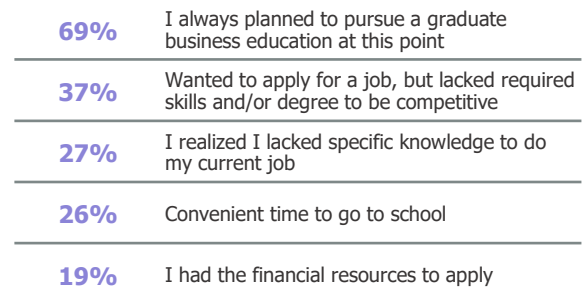 69% I always planned to pursue a graduate
business education at this point
37% Wanted to apply for a job, but lacked required
skills and/or degree to be competitive
27% I realized I lacked specific knowledge to do
my current job
26% Convenient time to go to school
19% I had the financial resources to apply